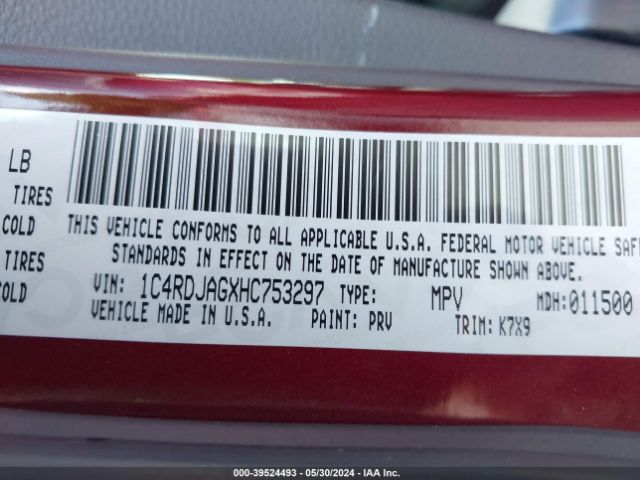 LB
TIRES
COLD
TIRES
COLD
THIS VEHICLE CONFORMS TO ALL APPLICABLE U.S.A. FEDERAL MOTOR VEHICLE SAFE
STANDARDS IN EFFECT ON THE DATE OF MANUFACTURE SHOWN ABOVE.
VIN: 1C4RDJAGXHC753297 TYPE: MPV MDH:011500
VEHICLE MADE IN U.S.A. PAINT: PRV TRIM: K7X9
000-39524493 - 05/30/2024 - IAA Inc.